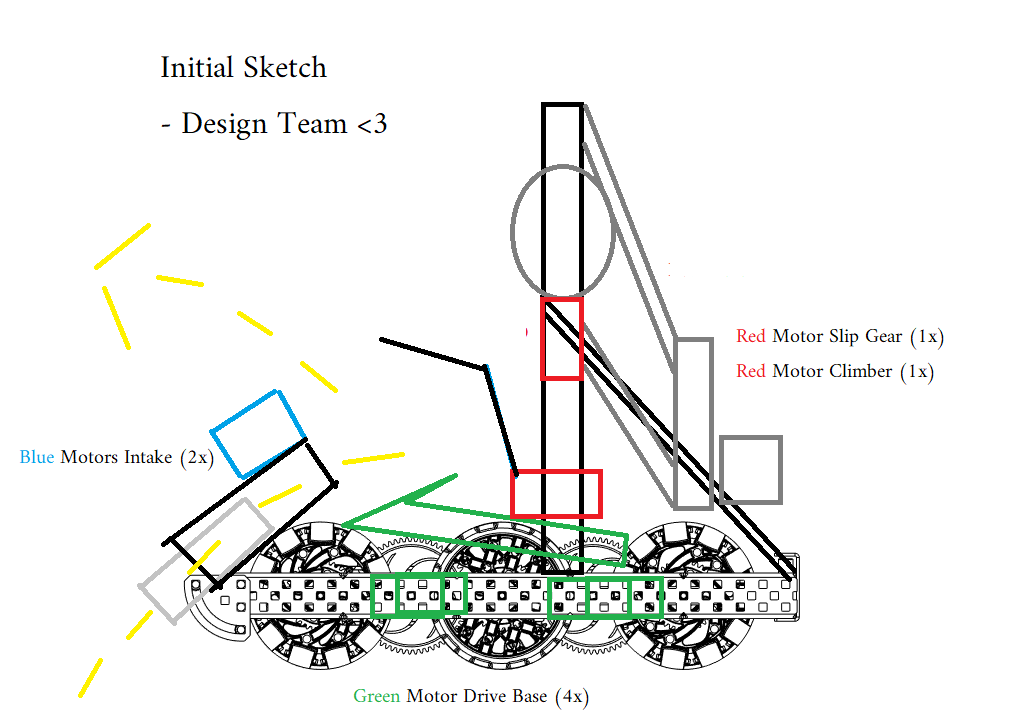 Initial Sketch
- Design Team <3
Red Motor Slip Gear (1x)
Red Motor Climber (1x)
Blue Motors Intake (2x)
Green Motor Drive Base (4x)